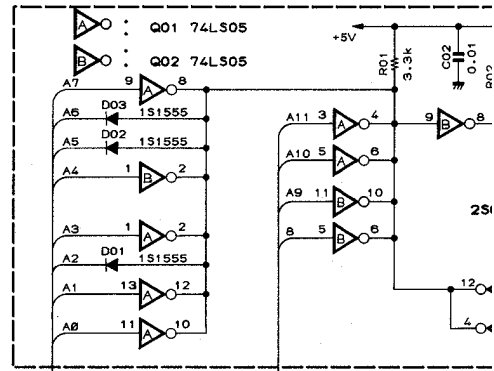 A : Q01 74LS05
B : Q02 74LS05
+5V
R01 3.3k
C02 0.01
R02
A7 9 A 8
A6 D03 1S1555
A5 D02 1S1555
A4 1 B 2
A3 1 A 2
A2 D01 1S1555
A1 13 A 12
A0 11 A 10
A11 3 A 4
A10 5 A 6
A9 11 B 10
8 5 B 6
9 B 8
2S
12
4